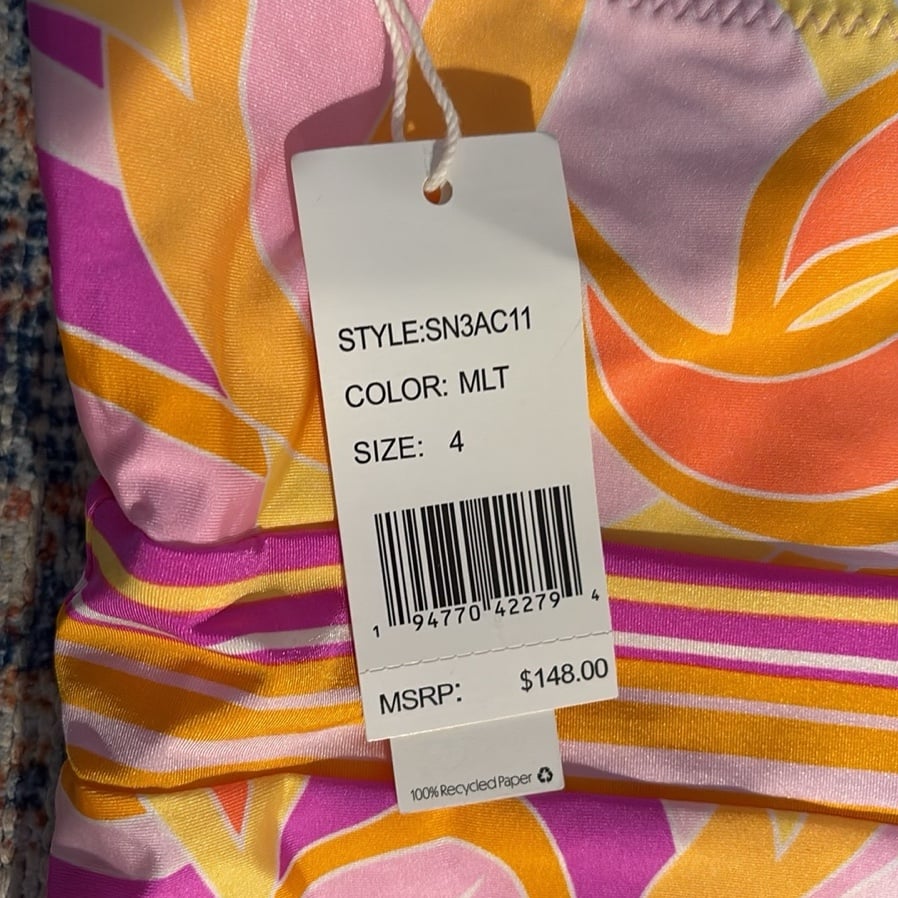 STYLE:SN3AC11
COLOR: MLT
SIZE: 4
1 94770 42279 4
MSRP: $148.00
100% Recycled Paper